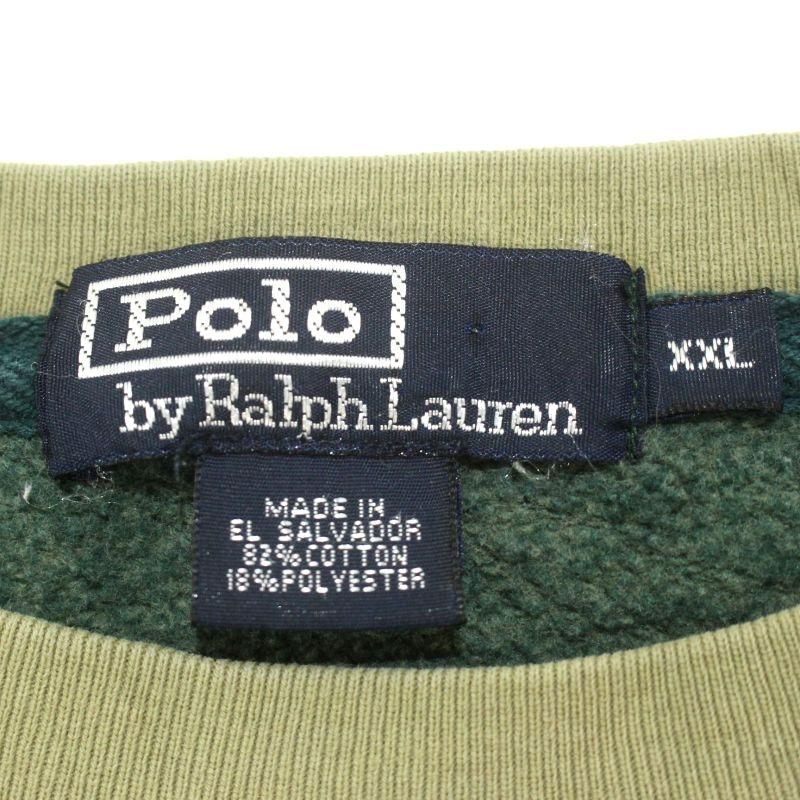 Polo
by Ralph Lauren
XXL
MADE IN
EL SALVADOR
82% COTTON
18% POLYESTER